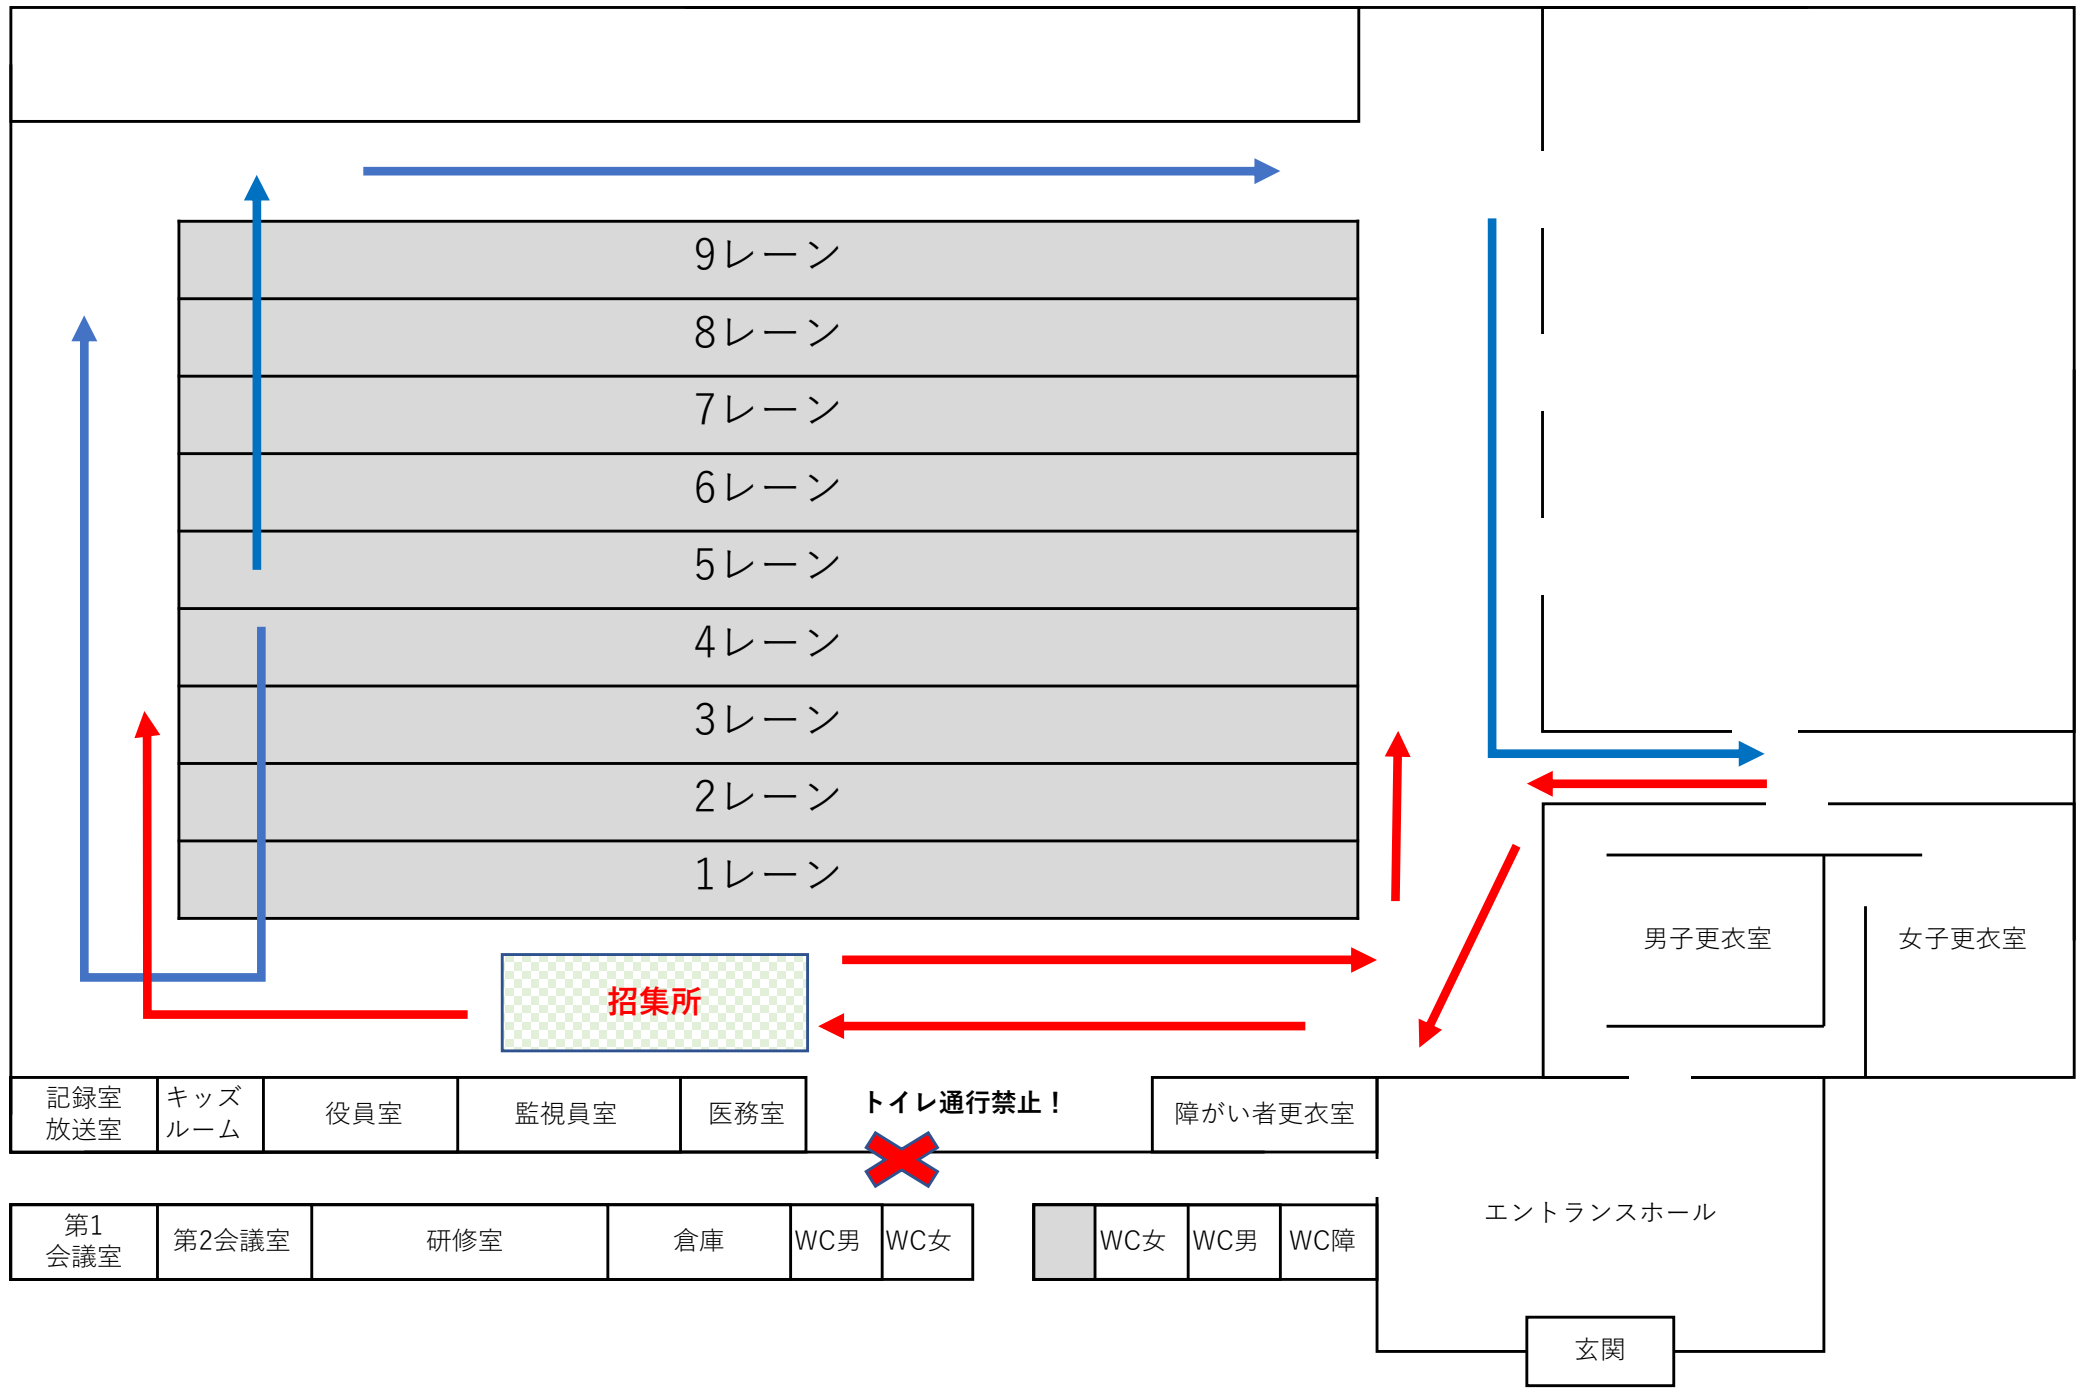 9レーン
8レーン
7レーン
6レーン
5レーン
4レーン
3レーン
2レーン
1レーン
男子更衣室
女子更衣室
招集所
記録室
放送室
キッズ
ルーム
役員室
監視員室
医務室
トイレ通行禁止！
障がい者更衣室
第1
会議室
第2会議室
研修室
倉庫
WC男
WC女
WC女
WC男
WC障
エントランスホール
玄関